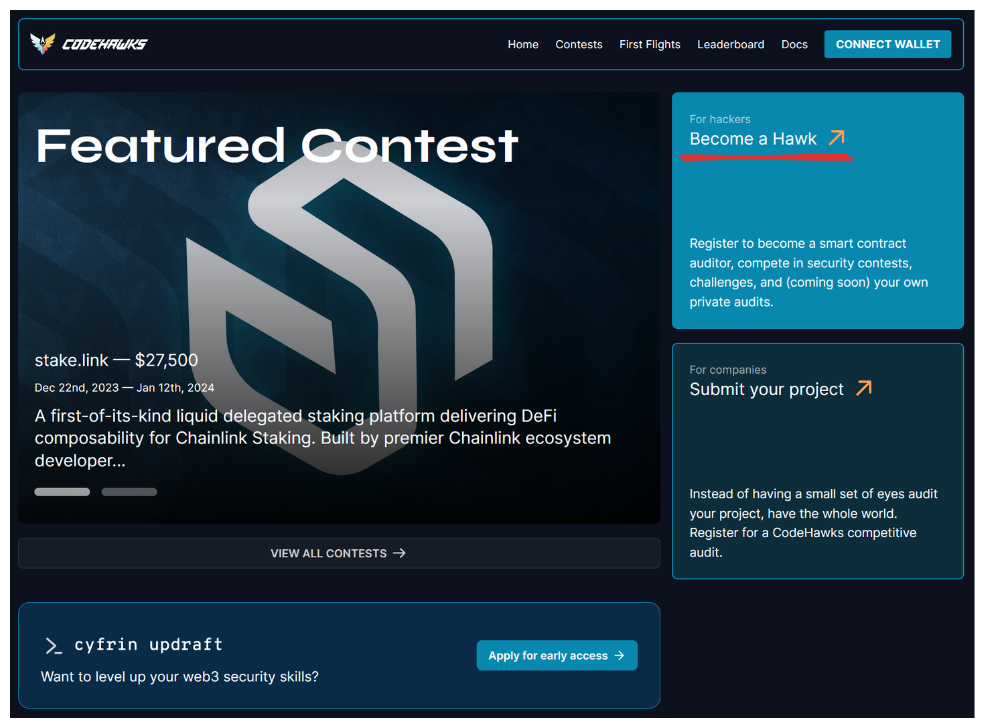 CODEHAWKS
Home
Contests
First Flights
Leaderboard
Docs
CONNECT WALLET
Featured Contest
stake.link — $27,500
Dec 22nd, 2023 — Jan 12th, 2024
A first-of-its-kind liquid delegated staking platform delivering DeFi
composability for Chainlink Staking. Built by premier Chainlink ecosystem
developer...
VIEW ALL CONTESTS →
For hackers
Become a Hawk
Register to become a smart contract
auditor, compete in security contests,
challenges, and (coming soon) your own
private audits.
For companies
Submit your project
Instead of having a small set of eyes audit
your project, have the whole world.
Register for a CodeHawks competitive
audit.
>_ cyfrin updraft
Want to level up your web3 security skills?
Apply for early access →